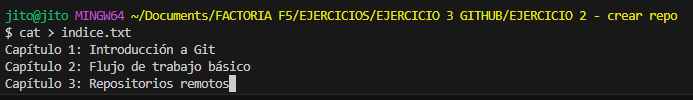 jito@jito MINGW64 ~/Documents/FACTORIA F5/EJERCICIOS/EJERCICIO 3 GITHUB/EJERCICIO 2 - crear repo
$ cat > indice.txt
Capítulo 1: Introducción a Git
Capítulo 2: Flujo de trabajo básico
Capítulo 3: Repositorios remotos